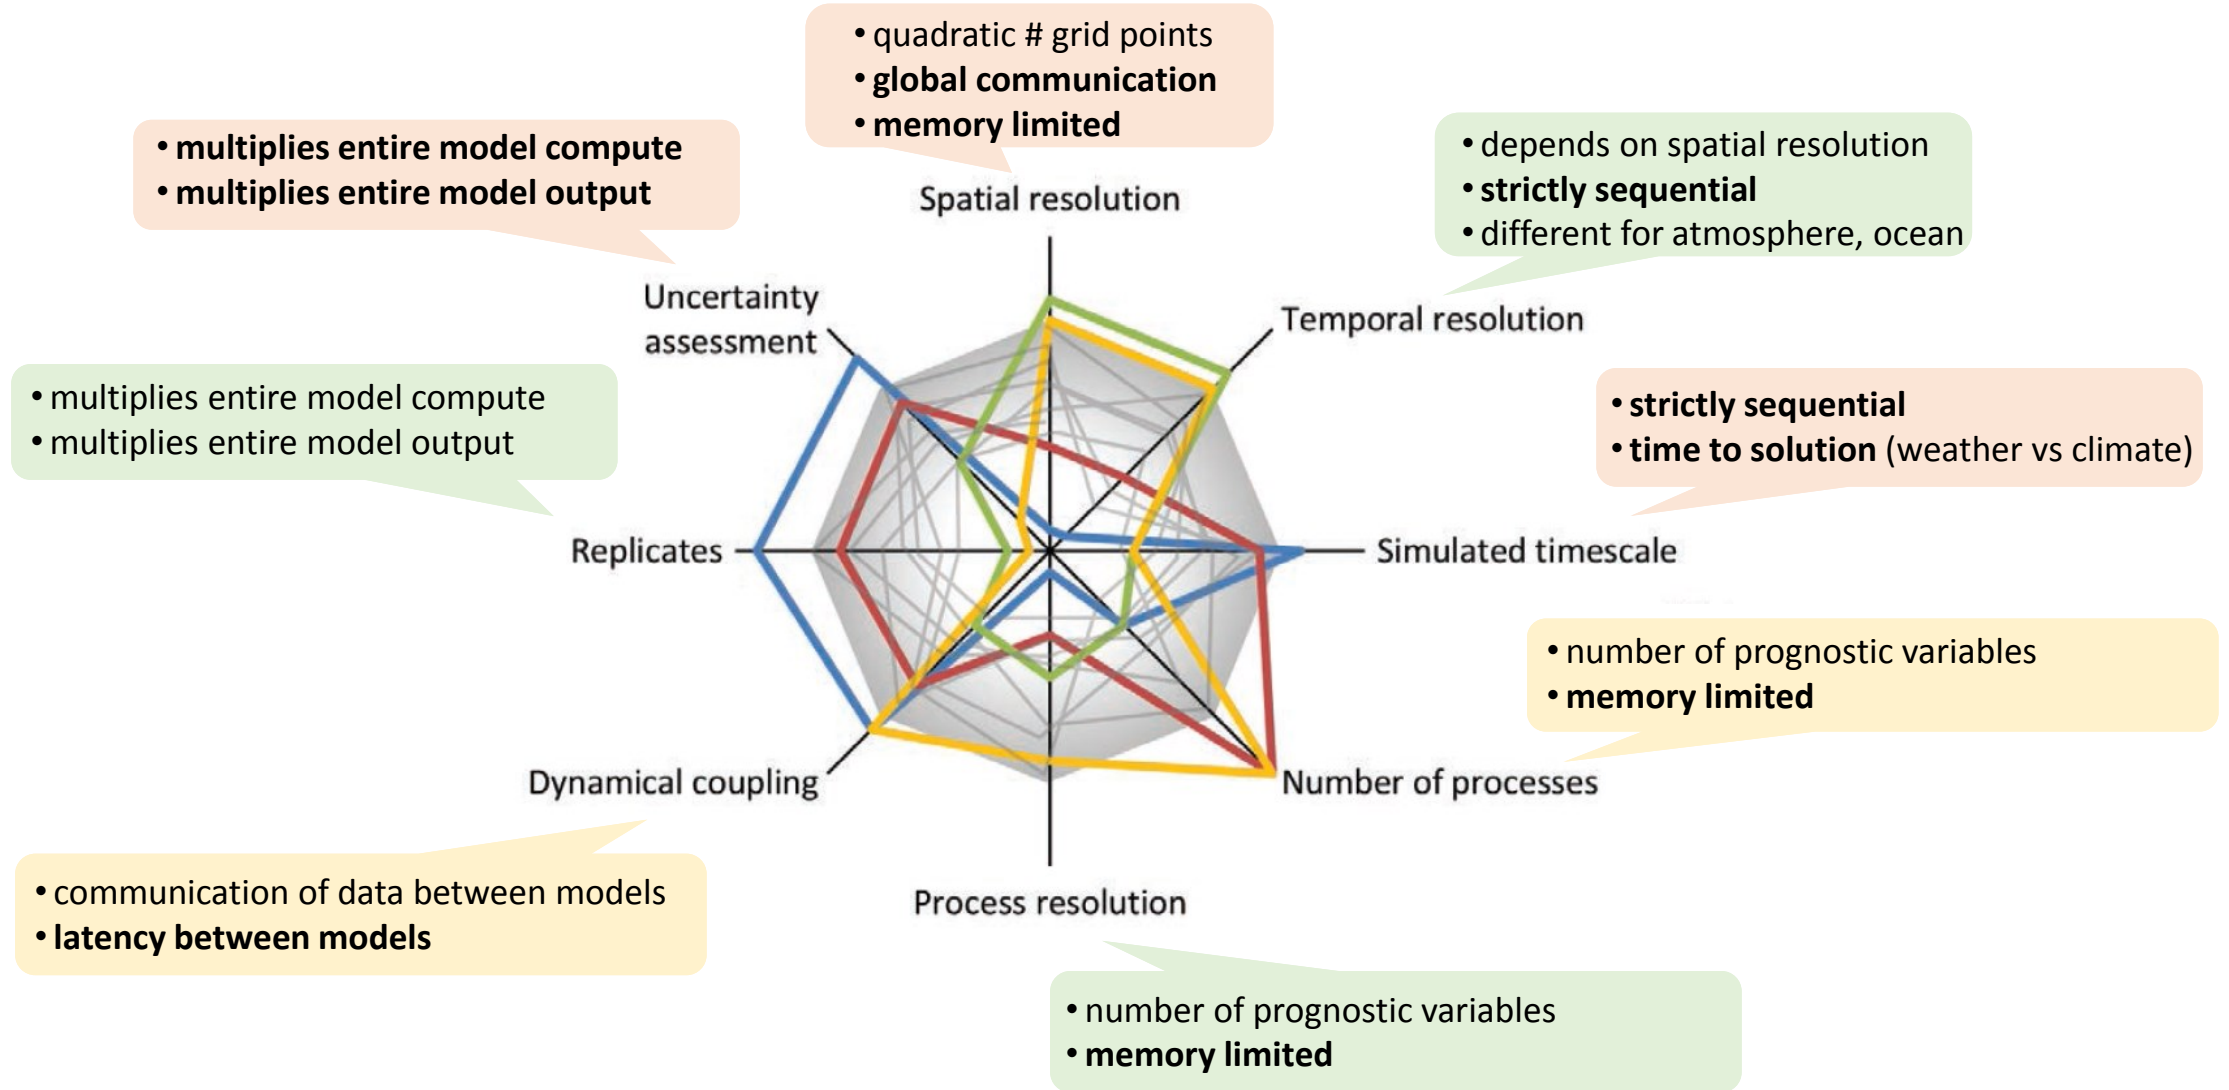 • quadratic # grid points
• global communication
• memory limited
• multiplies entire model compute
• multiplies entire model output
• depends on spatial resolution
• strictly sequential
• different for atmosphere, ocean
Spatial resolution
Uncertainty
assessment
Temporal resolution
• multiplies entire model compute
• multiplies entire model output
• strictly sequential
• time to solution (weather vs climate)
Replicates
Simulated timescale
• number of prognostic variables
• memory limited
Dynamical coupling
Number of processes
• communication of data between models
• latency between models
Process resolution
• number of prognostic variables
• memory limited